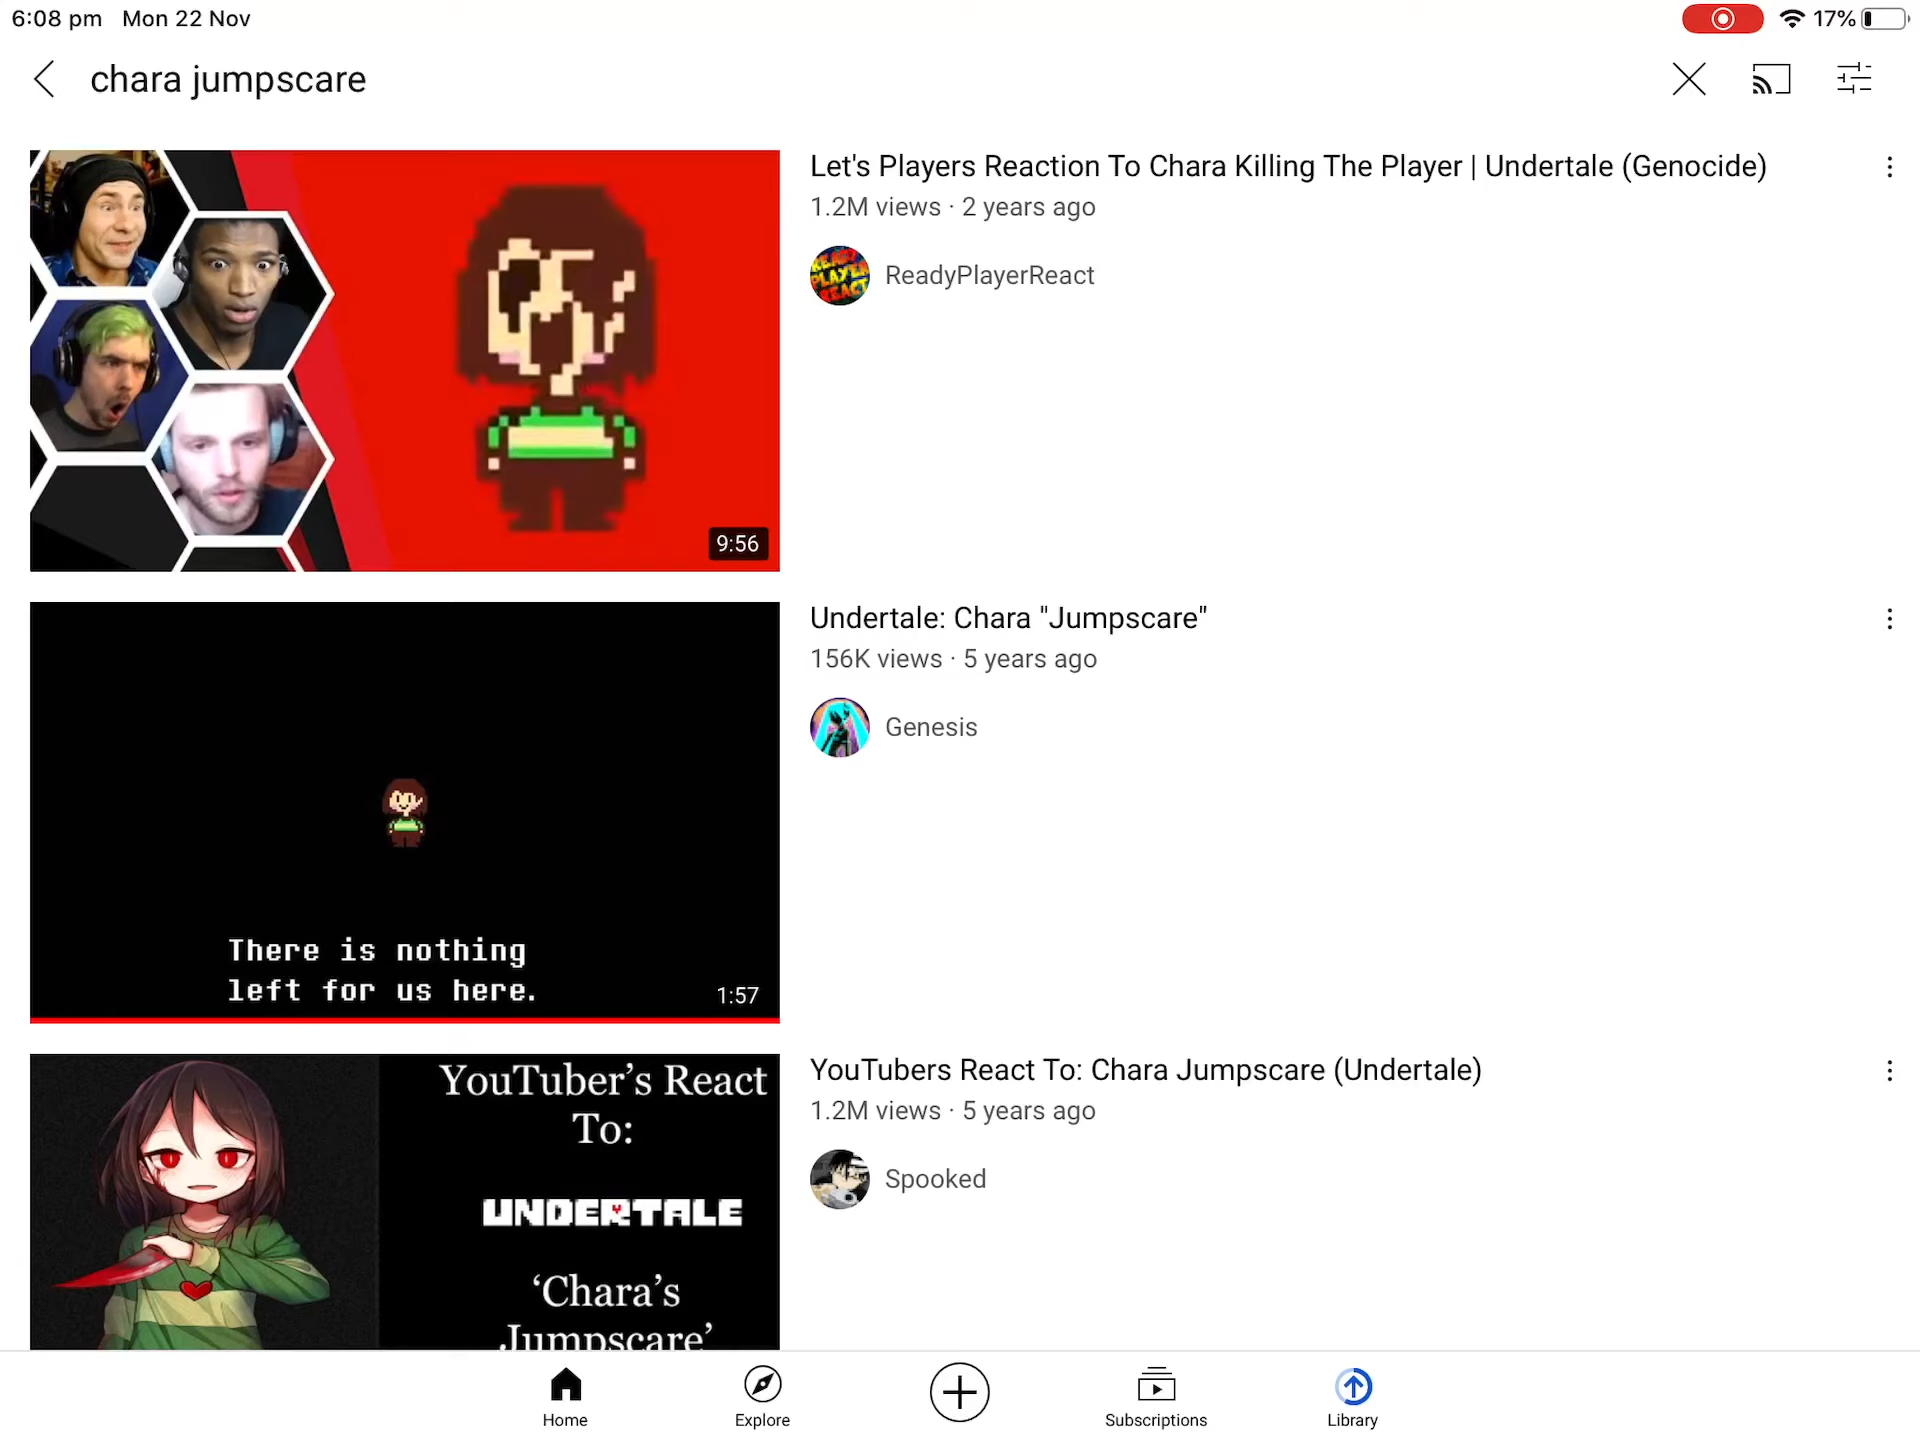 6:08 pm Mon 22 Nov
17%
chara jumpscare
Let's Players Reaction To Chara Killing The Player | Undertale (Genocide)
1.2M views · 2 years ago
READY
PLAYER
REACT
ReadyPlayerReact
9:56
Undertale: Chara "Jumpscare"
156K views · 5 years ago
Genesis
There is nothing
left for us here.
1:57
YouTuber’s React
To:
UNDERTALE
‘Chara’s
Jumpscare’
YouTubers React To: Chara Jumpscare (Undertale)
1.2M views · 5 years ago
Spooked
Home
Explore
Subscriptions
Library